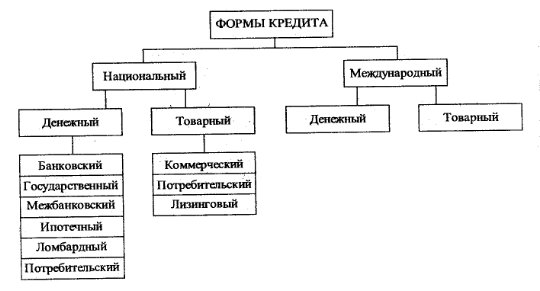 ФОРМЫ КРЕДИТА
Национальный
Международный
Денежный
Товарный
Денежный
Товарный
Банковский
Государственный
Межбанковский
Ипотечный
Ломбардный
Потребительский
Коммерческий
Потребительский
Лизинговый